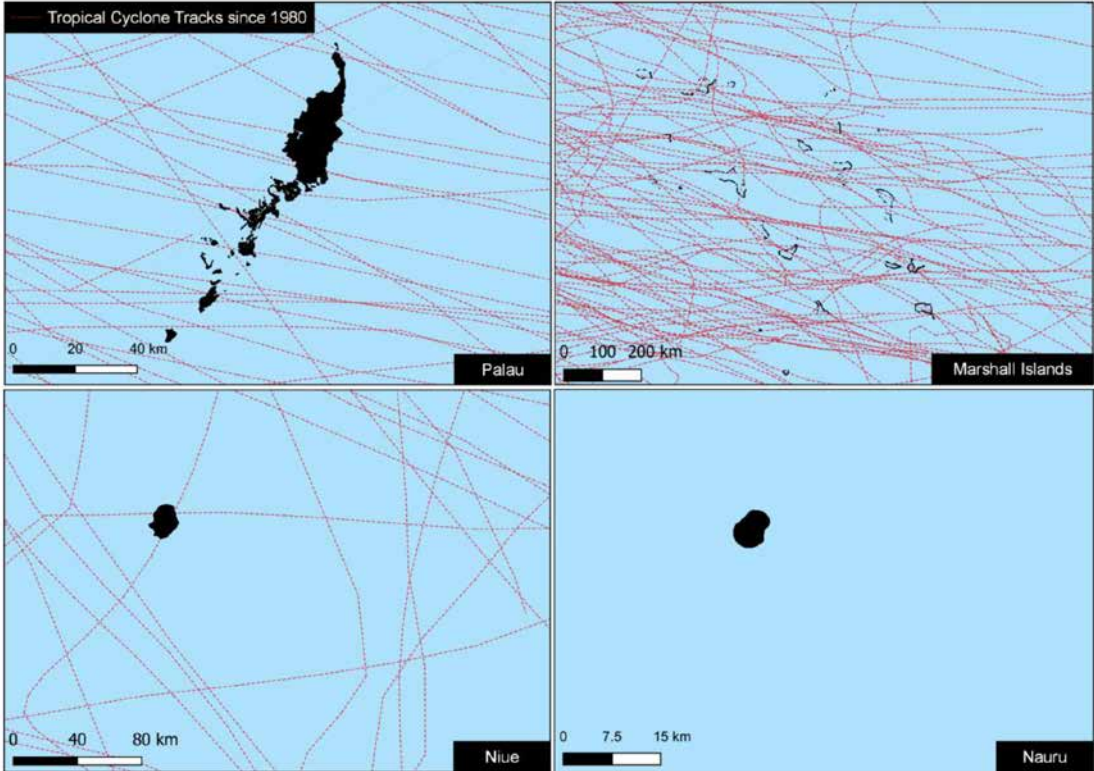 Tropical Cyclone Tracks since 1980
0 20 40 km
Palau
0 100 200 km
Marshall Islands
0 40 80 km
Niue
0 7.5 15 km
Nauru